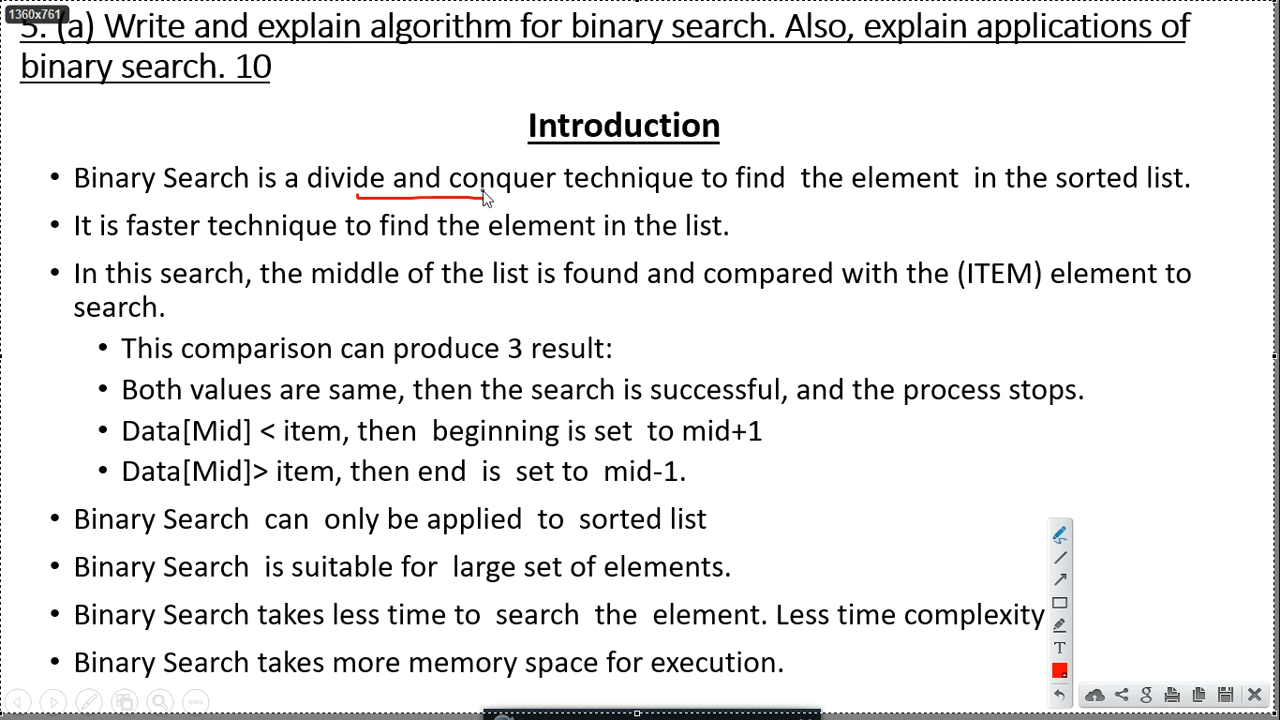 1360x761
5. (a) Write and explain algorithm for binary search. Also, explain applications of
binary search. 10
Introduction
• Binary Search is a divide and conquer technique to find the element in the sorted list.
• It is faster technique to find the element in the list.
• In this search, the middle of the list is found and compared with the (ITEM) element to
search.
• This comparison can produce 3 result:
• Both values are same, then the search is successful, and the process stops.
• Data[Mid] < item, then beginning is set to mid+1
• Data[Mid]> item, then end is set to mid-1.
• Binary Search can only be applied to sorted list
• Binary Search is suitable for large set of elements.
• Binary Search takes less time to search the element. Less time complexity
• Binary Search takes more memory space for execution.